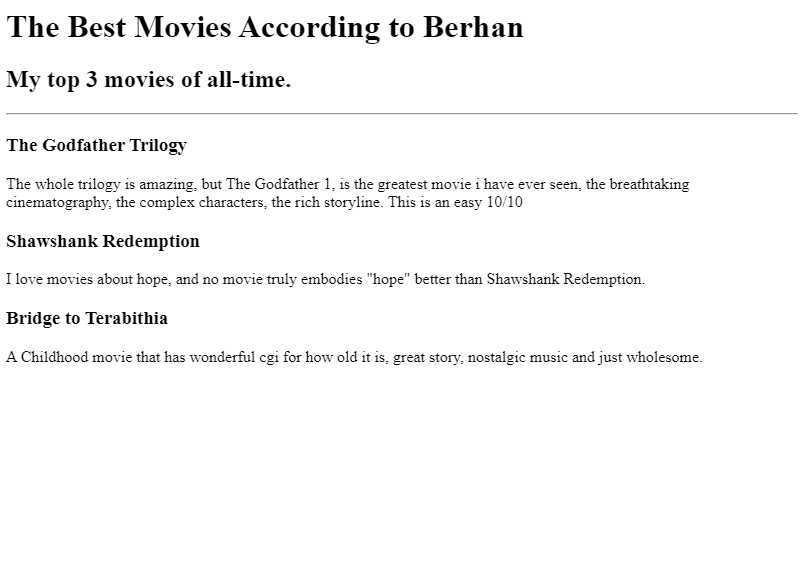 The Best Movies According to Berhan
My top 3 movies of all-time.
The Godfather Trilogy
The whole trilogy is amazing, but The Godfather 1, is the greatest movie i have ever seen, the breathtaking
cinematography, the complex characters, the rich storyline. This is an easy 10/10
Shawshank Redemption
I love movies about hope, and no movie truly embodies "hope" better than Shawshank Redemption.
Bridge to Terabithia
A Childhood movie that has wonderful cgi for how old it is, great story, nostalgic music and just wholesome.